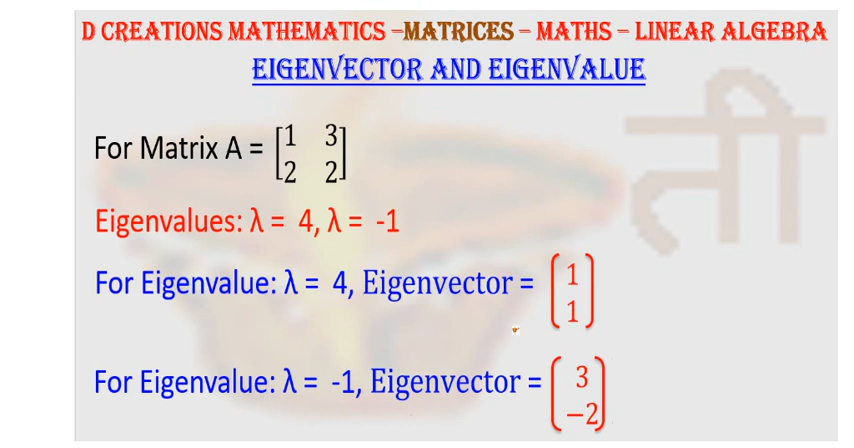 D CREATIONS MATHEMATICS –MATRICES – MATHS – LINEAR ALGEBRA
EIGENVECTOR AND EIGENVALUE
For Matrix A = [1 3
2 2]
Eigenvalues: λ = 4, λ = -1
For Eigenvalue: λ = 4, Eigenvector = (1
1)
For Eigenvalue: λ = -1, Eigenvector = (3
−2)
ती